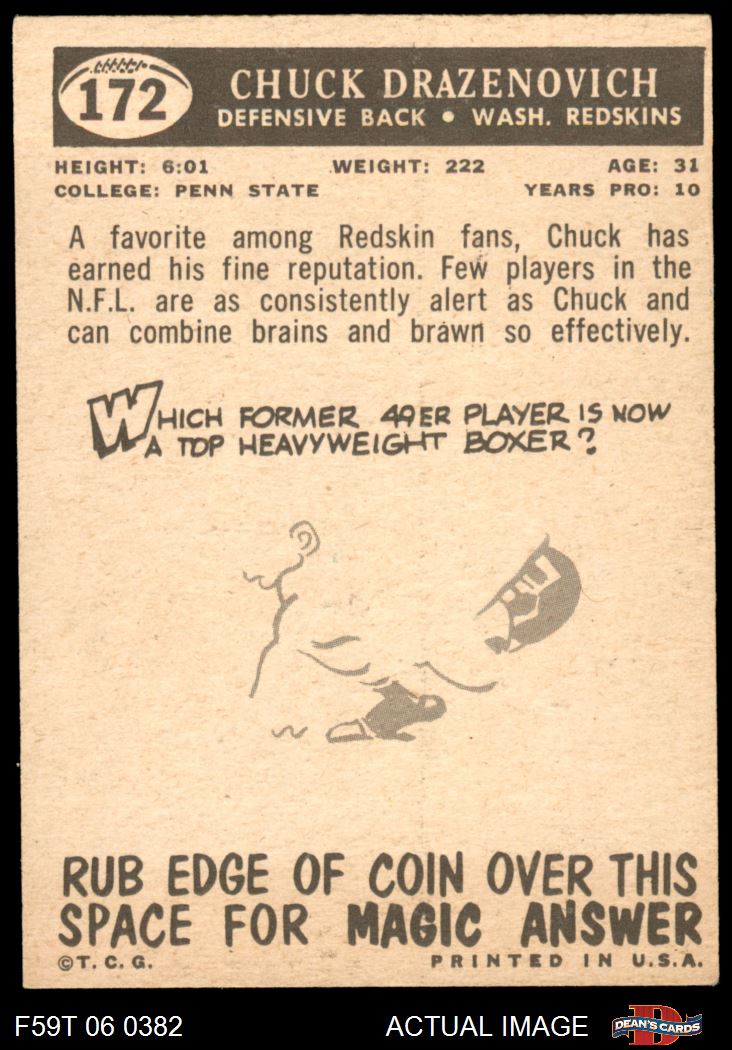 172
CHUCK DRAZENOVICH
DEFENSIVE BACK • WASH. REDSKINS
HEIGHT: 6:01 WEIGHT: 222 AGE: 31
COLLEGE: PENN STATE YEARS PRO: 10
A favorite among Redskin fans, Chuck has
earned his fine reputation. Few players in the
N.F.L. are as consistently alert as Chuck and
can combine brains and brawn so effectively.
WHICH FORMER 49ER PLAYER IS NOW
A TOP HEAVYWEIGHT BOXER?
RUB EDGE OF COIN OVER THIS
SPACE FOR MAGIC ANSWER
©T. C. G. PRINTED IN U.S.A.
F59T 06 0382 ACTUAL IMAGE
D
DEAN'S CARDS